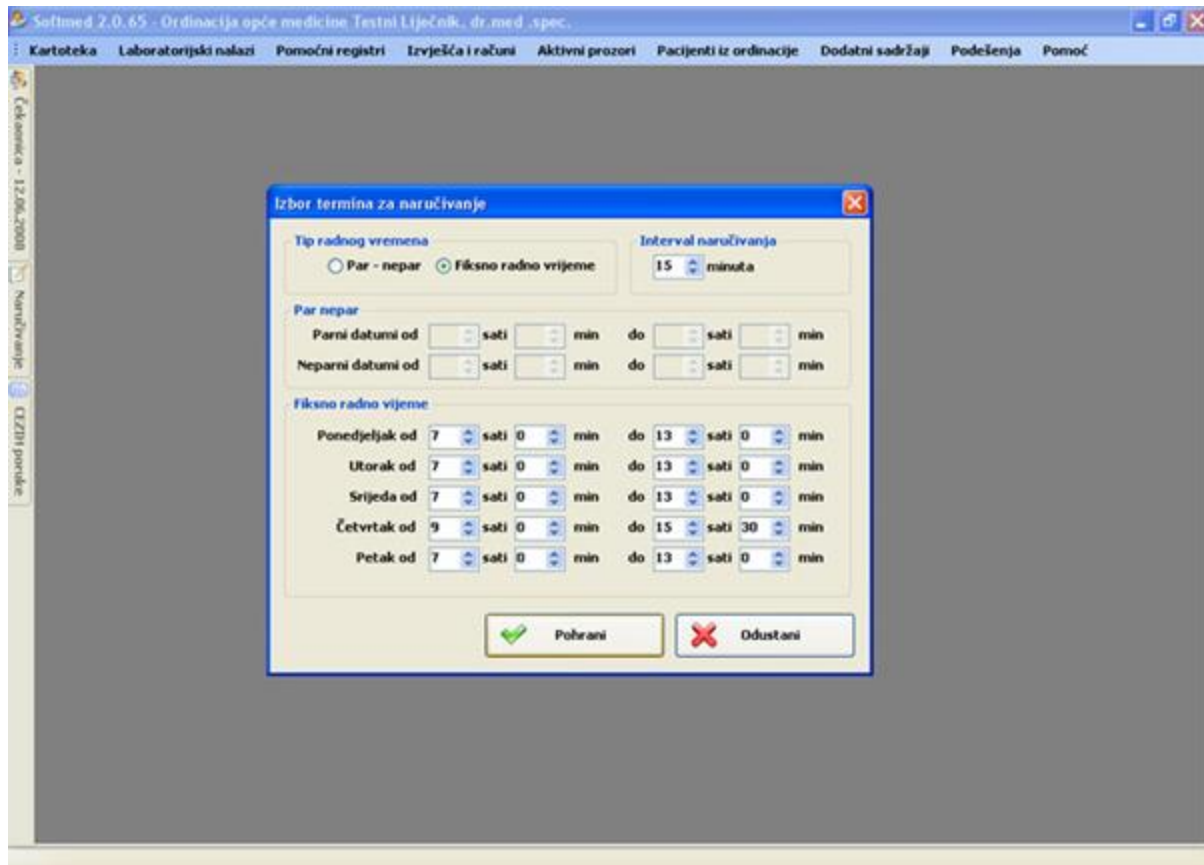 Softmed 2.0.65 - Ordinacija opće medicine Testni Liječnik. dr.med .spec.
Kartoteka Laboratorijski nalazi Pomoćni registri Izvješća i računi Aktivni prozori Pacijenti iz ordinacije Dodatni sadržaji Podešenja Pomoć
Čekaonica - 12.06.2008
Naručivanje
CEZIH poruke
Izbor termina za naručivanje
Tip radnog vremena Interval naručivanja
Par - nepar Fiksno radno vrijeme 15 minuta
Par nepar
Parni datumi od sati min do sati min
Neparni datumi od sati min do sati min
Fiksno radno vijeme
Ponedjeljak od 7 sati 0 min do 13 sati 0 min
Utorak od 7 sati 0 min do 13 sati 0 min
Srijeda od 7 sati 0 min do 13 sati 0 min
Četvrtak od 9 sati 0 min do 15 sati 30 min
Petak od 7 sati 0 min do 13 sati 0 min
Pohrani Odustani